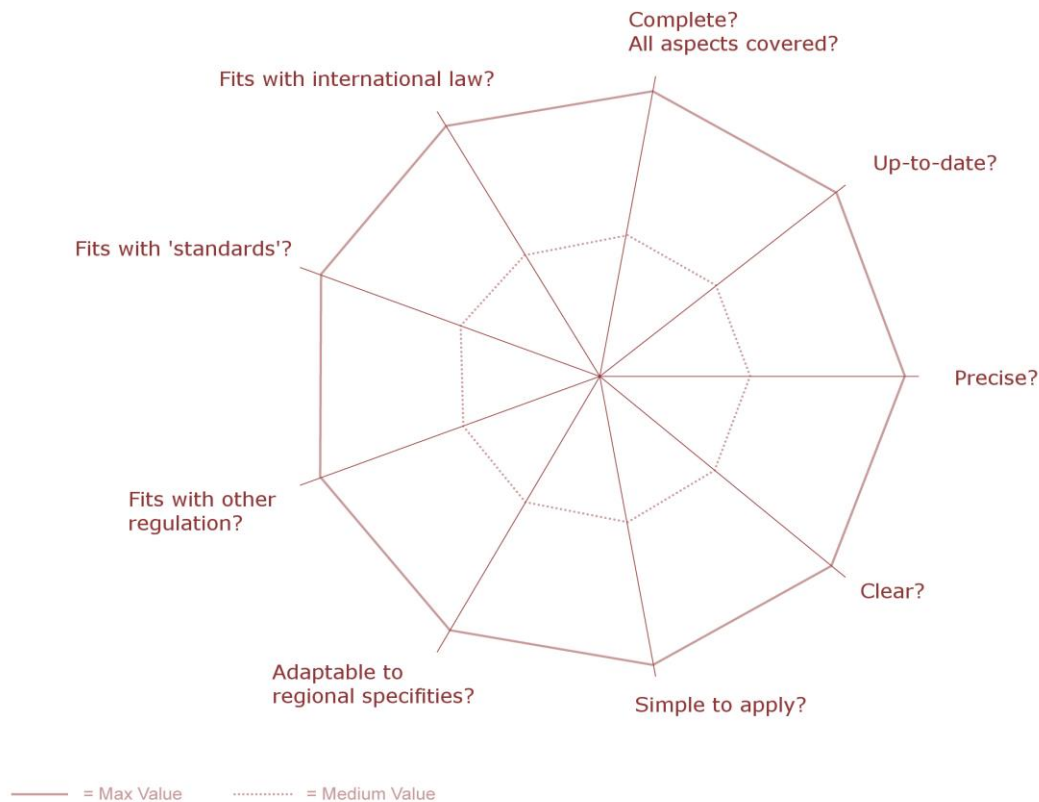 Complete?
All aspects covered?
Fits with international law?
Up-to-date?
Fits with 'standards'?
Precise?
Fits with other
regulation?
Clear?
Adaptable to
regional specifities?
Simple to apply?
= Max Value
= Medium Value